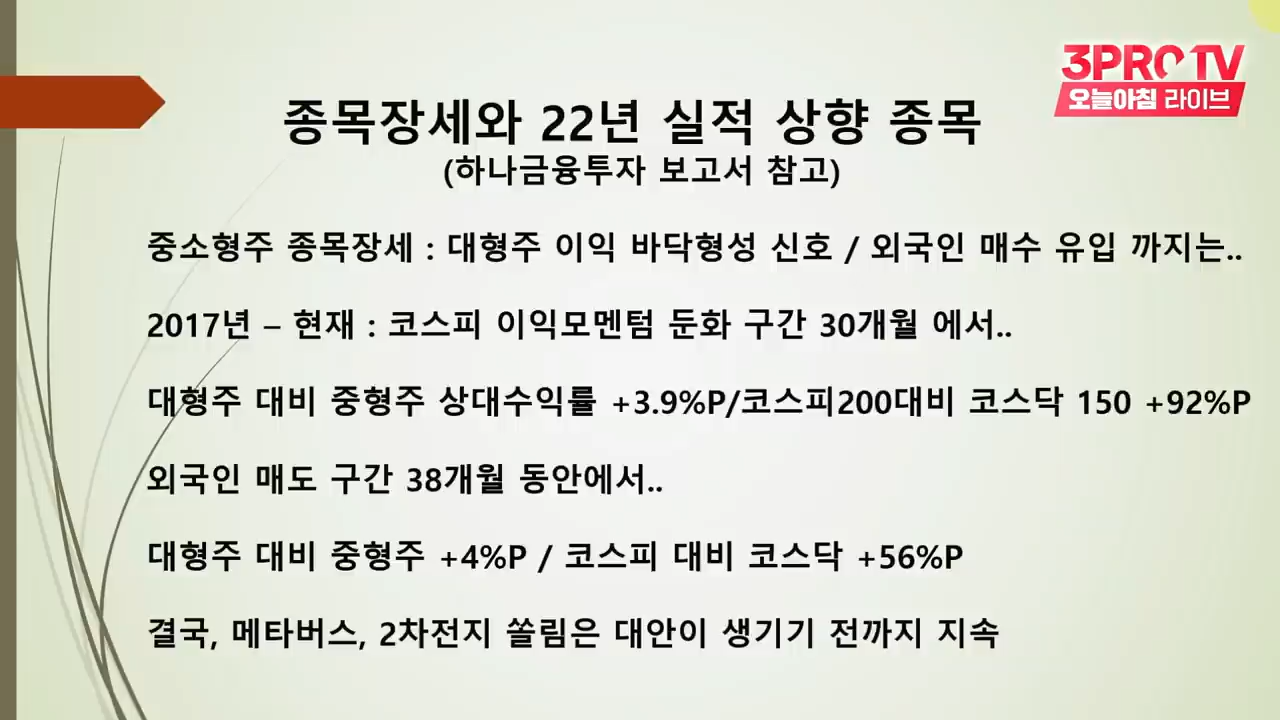 3PRO TV
오늘아침 라이브
종목장세와 22년 실적 상향 종목
(하나금융투자 보고서 참고)
중소형주 종목장세 : 대형주 이익 바닥형성 신호 / 외국인 매수 유입 까지는..
2017년 – 현재 : 코스피 이익모멘텀 둔화 구간 30개월 에서..
대형주 대비 중형주 상대수익률 +3.9%P/코스피200대비 코스닥 150 +92%P
외국인 매도 구간 38개월 동안에서..
대형주 대비 중형주 +4%P / 코스피 대비 코스닥 +56%P
결국, 메타버스, 2차전지 쏠림은 대안이 생기기 전까지 지속